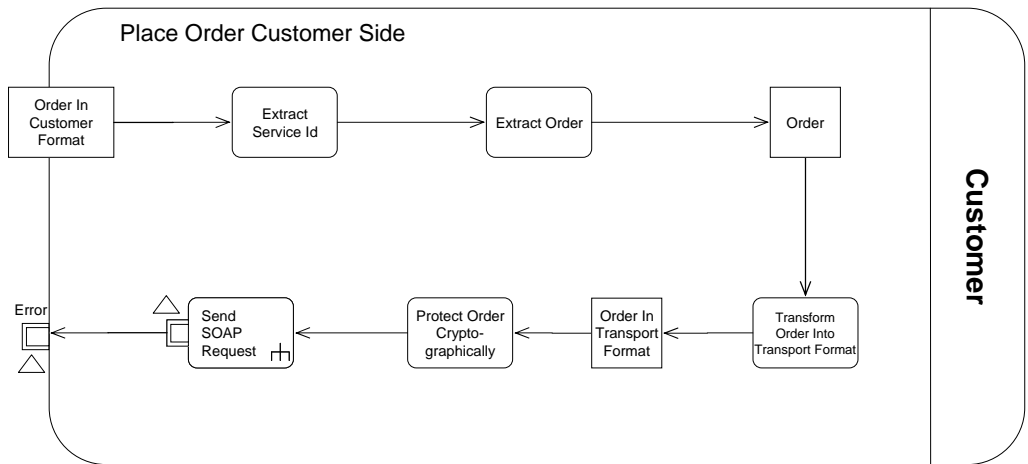 Place Order Customer Side
Order In
Customer
Format
Extract
Service Id
Extract Order
Order
Customer
Error
Send
SOAP
Request
Protect Order
Crypto-
graphically
Order In
Transport
Format
Transform
Order Into
Transport Format